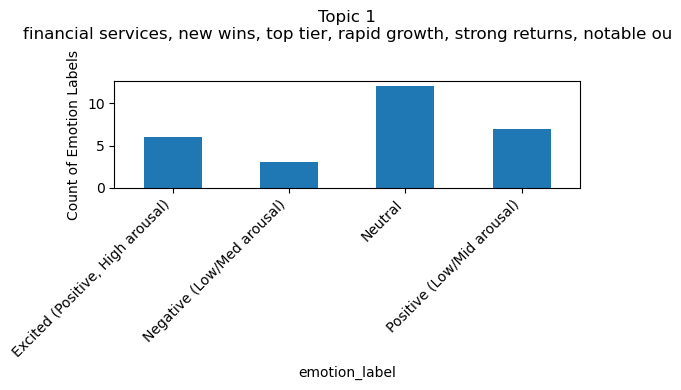 Topic 1
financial services, new wins, top tier, rapid growth, strong returns, notable ou
Count of Emotion Labels
10
5
0
Excited (Positive, High arousal)
Negative (Low/Med arousal)
Neutral
Positive (Low/Mid arousal)
emotion_label